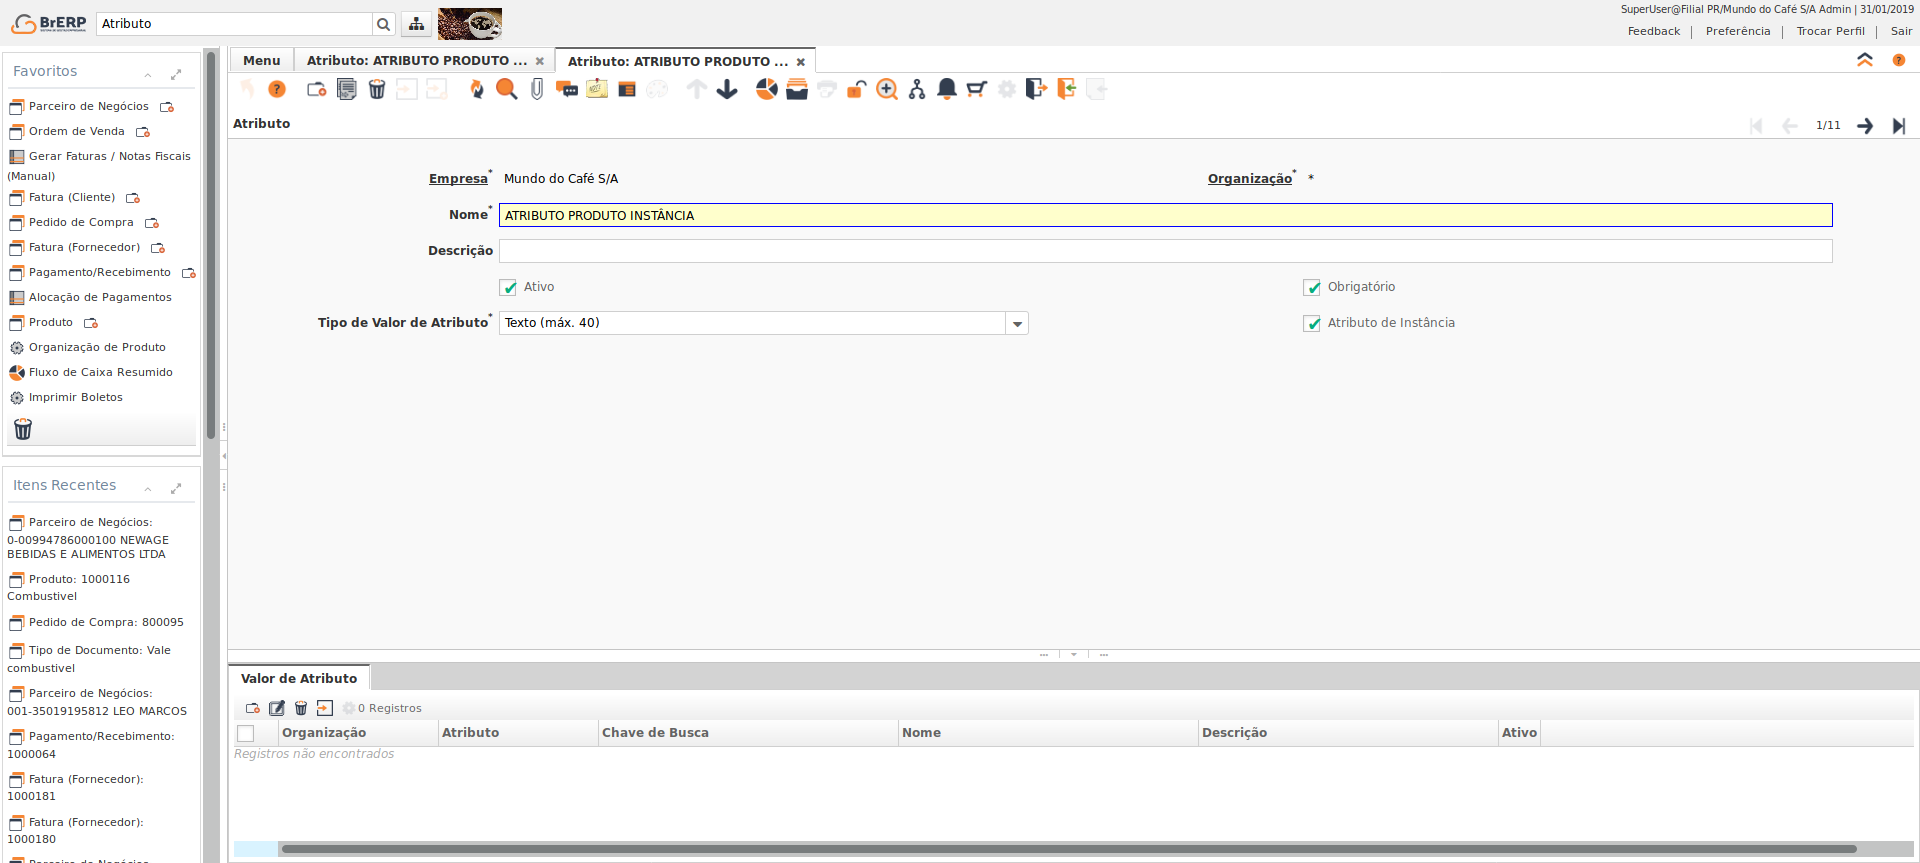 BrERP
Atributo
SuperUser@Filial PR/Mundo do Café S/A Admin | 31/01/2019
Feedback | Preferência | Trocar Perfil | Sair
Favoritos
Parceiro de Negócios
Ordem de Venda
Gerar Faturas / Notas Fiscais
(Manual)
Fatura (Cliente)
Pedido de Compra
Fatura (Fornecedor)
Pagamento/Recebimento
Alocação de Pagamentos
Produto
Organização de Produto
Fluxo de Caixa Resumido
Imprimir Boletos
Itens Recentes
Parceiro de Negócios:
0-00994786000100 NEWAGE
BEBIDAS E ALIMENTOS LTDA
Produto: 1000116
Combustivel
Pedido de Compra: 800095
Tipo de Documento: Vale
combustivel
Parceiro de Negócios:
001-35019195812 LEO MARCOS
Pagamento/Recebimento:
1000064
Fatura (Fornecedor):
1000181
Fatura (Fornecedor):
1000180
Menu
Atributo: ATRIBUTO PRODUTO ...
Atributo: ATRIBUTO PRODUTO ...
Atributo
1/11
Empresa* Mundo do Café S/A
Organização* *
Nome* ATRIBUTO PRODUTO INSTÂNCIA
Descrição
Ativo
Obrigatório
Tipo de Valor de Atributo* Texto (máx. 40)
Atributo de Instância
Valor de Atributo
0 Registros
Organização Atributo Chave de Busca Nome Descrição Ativo
Registros não encontrados